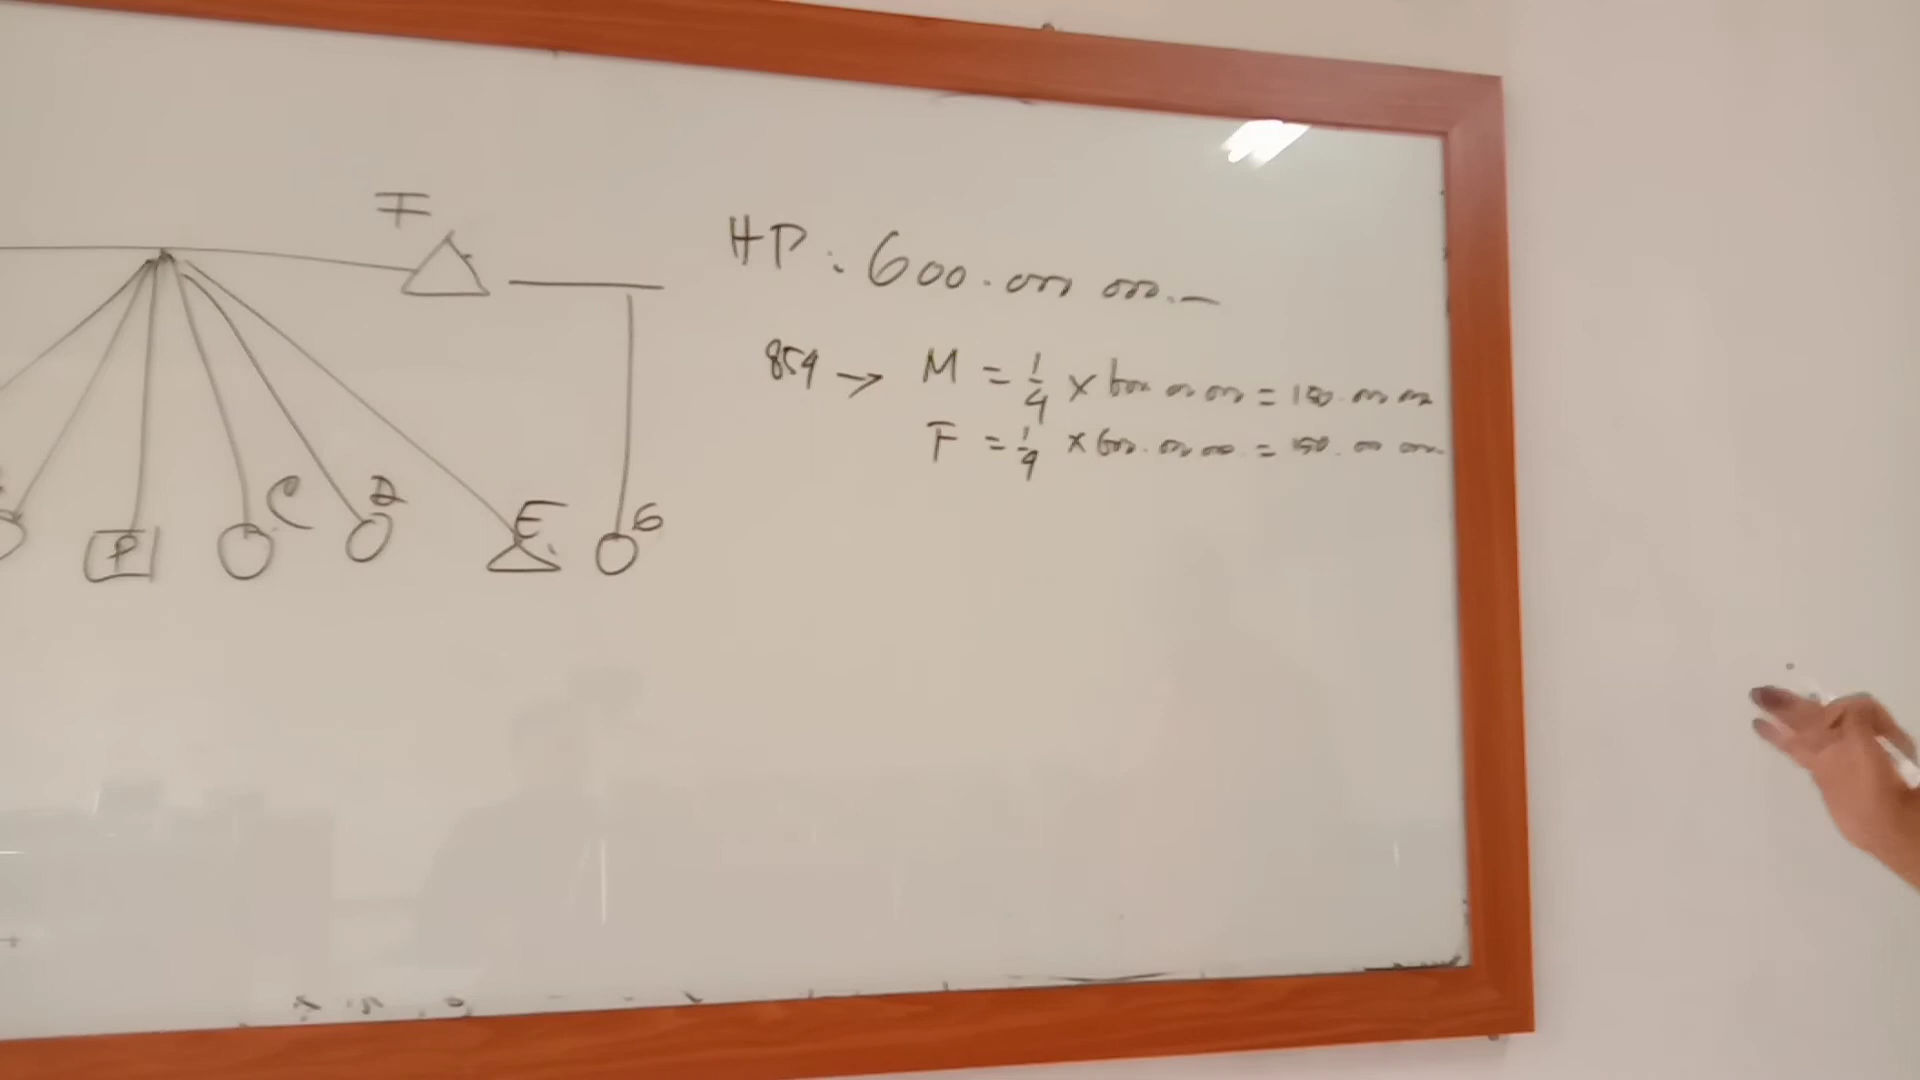 F
HP : 600.000 000.-
854 → M = 1/4 × 600 000 000 = 150.000 000
F = 1/4 × 600.000.000 = 150.000 000
P C D E G